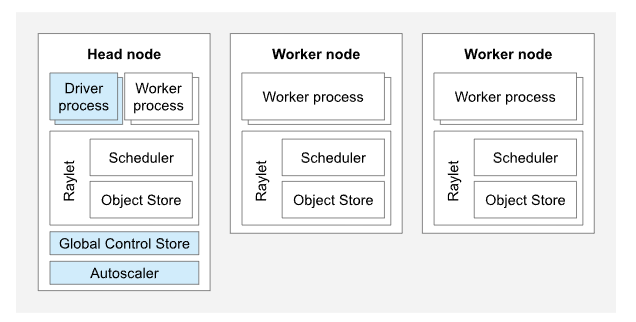 Head node
Driver
process
Worker
process
Raylet
Scheduler
Object Store
Global Control Store
Autoscaler
Worker node
Worker process
Raylet
Scheduler
Object Store
Worker node
Worker process
Raylet
Scheduler
Object Store